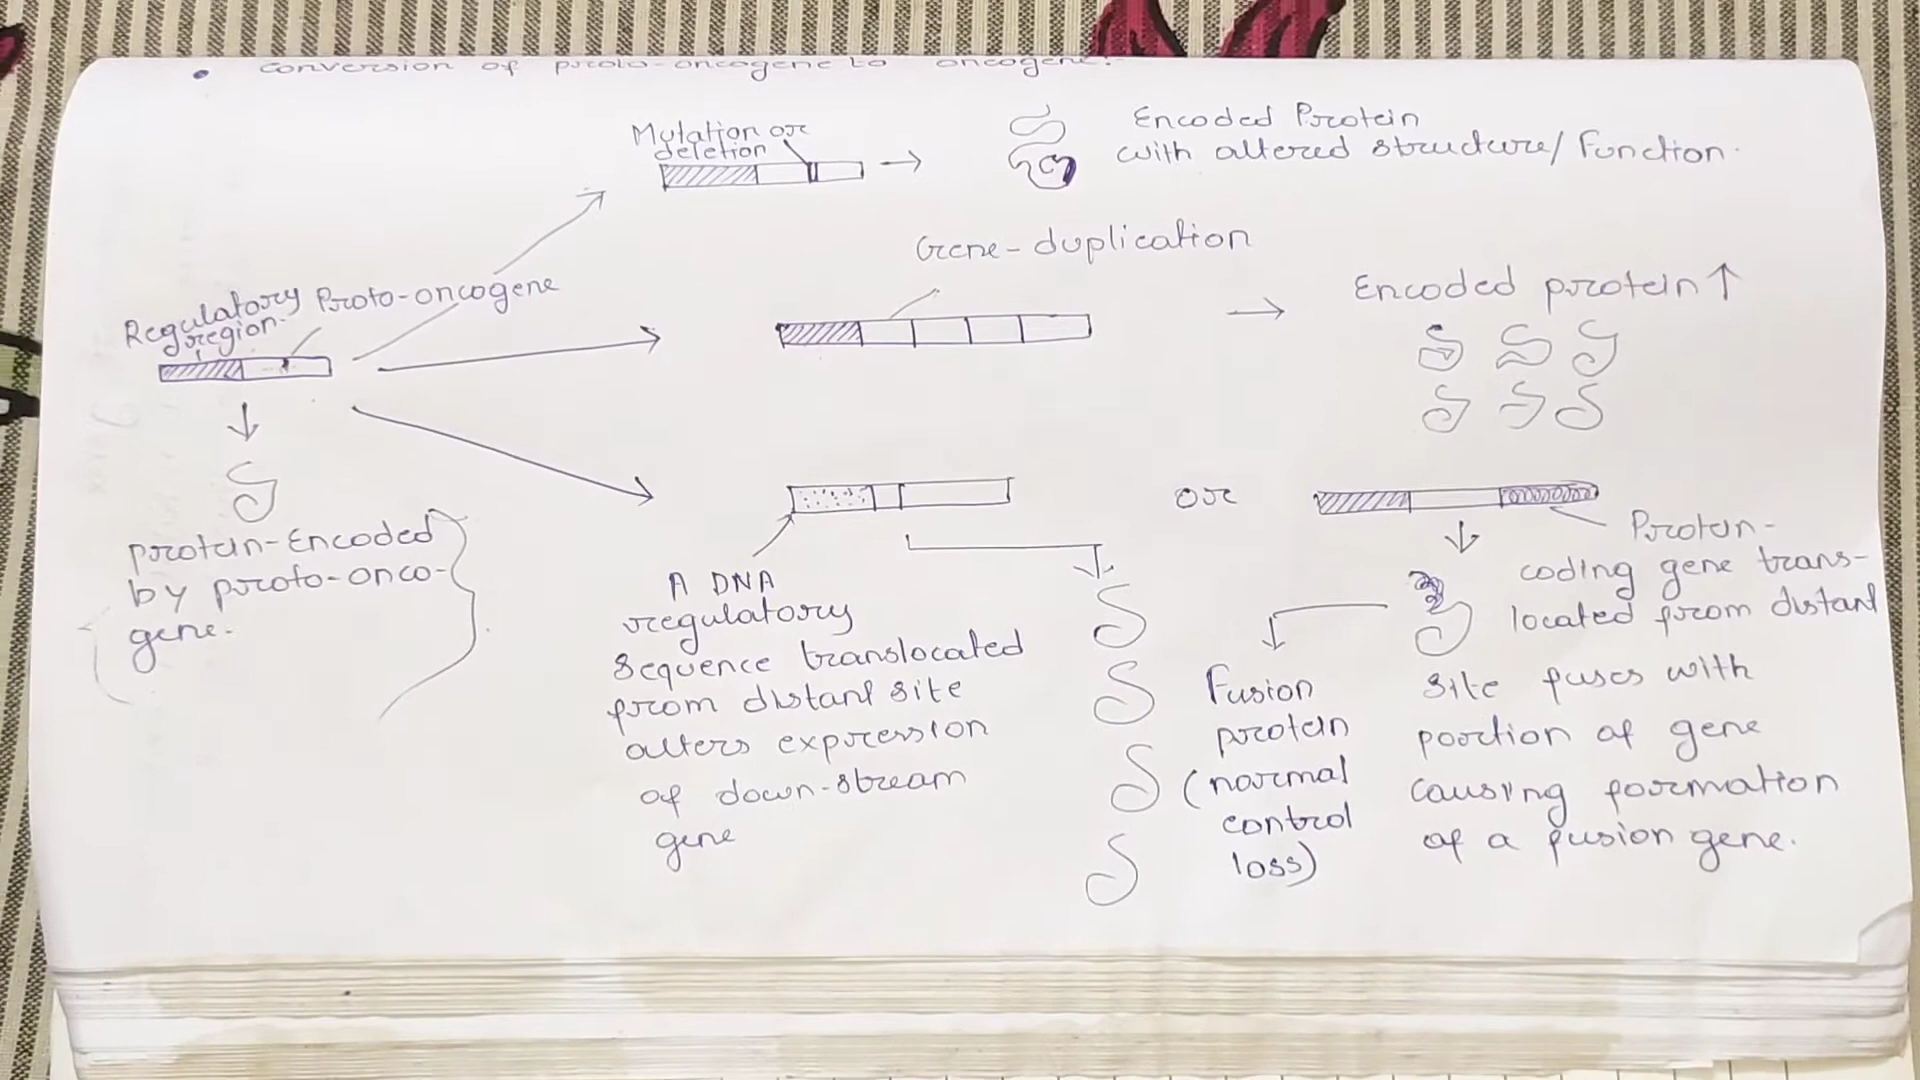 • Conversion of proto-oncogene to oncogene:-
Mutation or
deletion
Encoded Protein
with altered structure/Function.
Gene-duplication
Encoded protein ↑
Regulatory
region.
Proto-oncogene
protein-Encoded
by proto-onco-
gene.
A DNA
regulatory
sequence translocated
from distant site
alters expression
of down-stream
gene
or
Protein-
coding gene trans-
located from distant
site fuses with
portion of gene
causing formation
of a fusion gene.
Fusion
protein
(normal
control
loss)